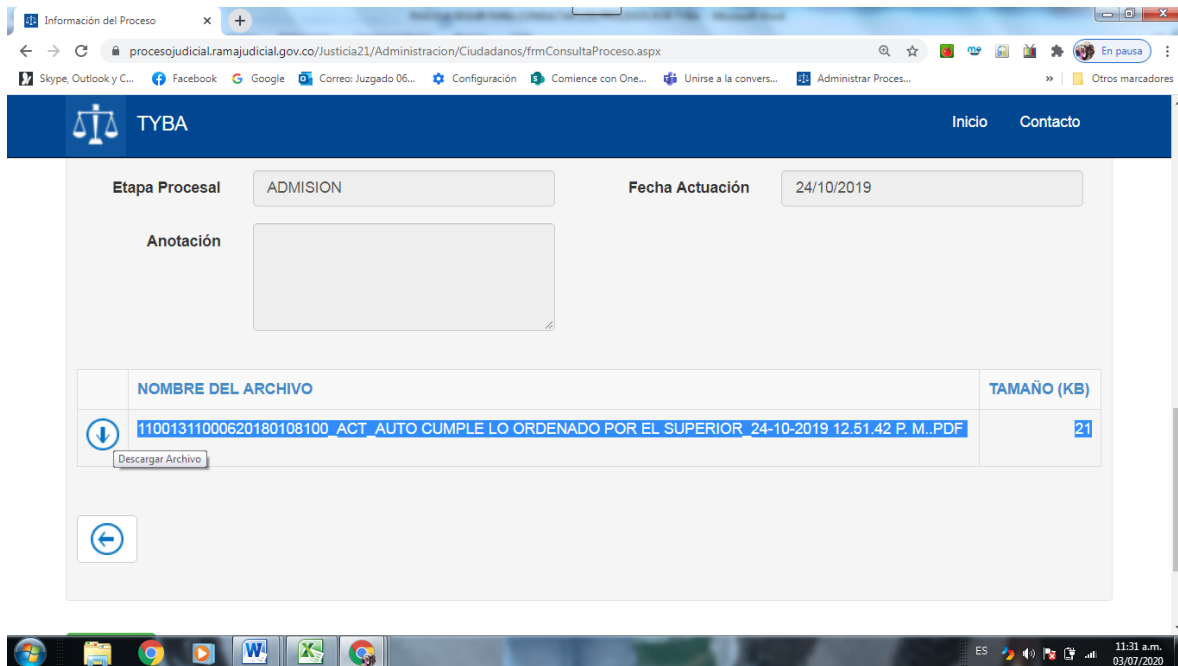 Información del Proceso
procesojudicial.ramajudicial.gov.co/Justicia21/Administracion/Ciudadanos/frmConsultaProceso.aspx
En pausa
Skype, Outlook y C... Facebook Google Correo: Juzgado 06... Configuración Comience con One... Unirse a la convers... Administrar Proces... » Otros marcadores
TYBA Inicio Contacto
Etapa Procesal ADMISION Fecha Actuación 24/10/2019
Anotación
NOMBRE DEL ARCHIVO TAMAÑO (KB)
11001311000620180108100_ACT_AUTO CUMPLE LO ORDENADO POR EL SUPERIOR_24-10-2019 12.51.42 P. M..PDF 21
Descargar Archivo
ES 11:31 a.m.
03/07/2020